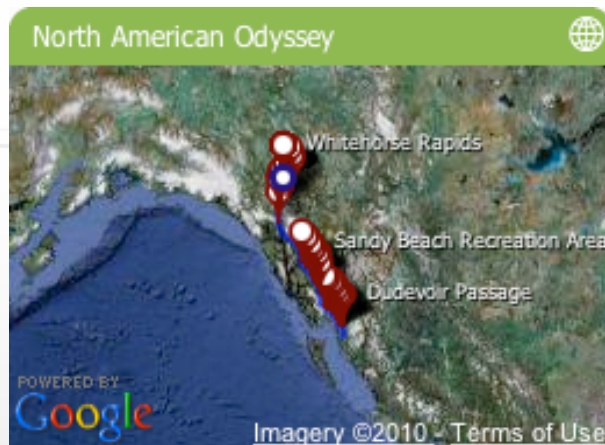 North American Odyssey
Whitehorse Rapids
Sandy Beach Recreation Area
Dudevoir Passage
POWERED BY
Google
Imagery ©2010 - Terms of Use